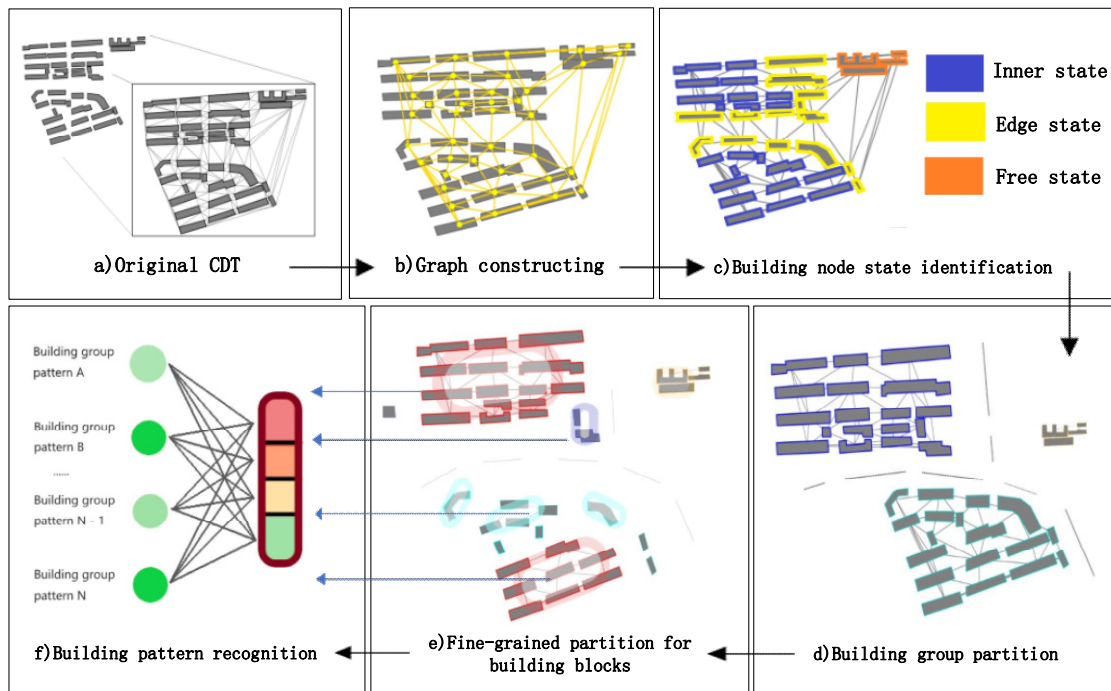 Inner state
Edge state
Free state
a)Original CDT
b)Graph constructing
c)Building node state identification
Building group
pattern A
Building group
pattern B
......
Building group
pattern N - 1
Building group
pattern N
f)Building pattern recognition
e)Fine-grained partition for
building blocks
d)Building group partition